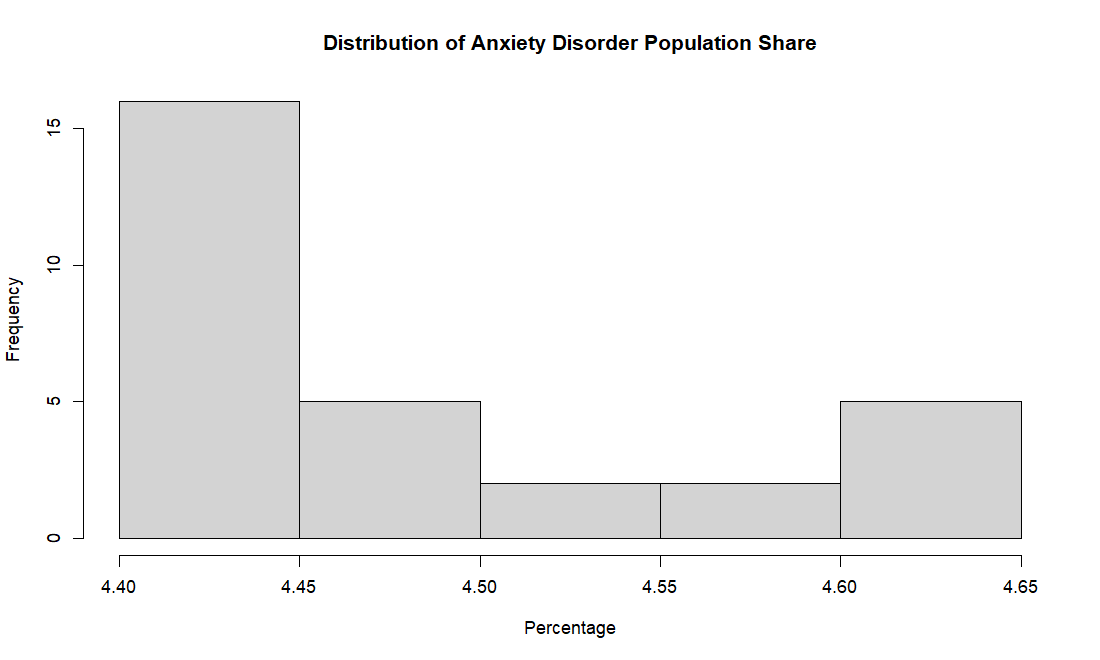 Distribution of Anxiety Disorder Population Share
Frequency
15
10
5
0
4.40 4.45 4.50 4.55 4.60 4.65
Percentage